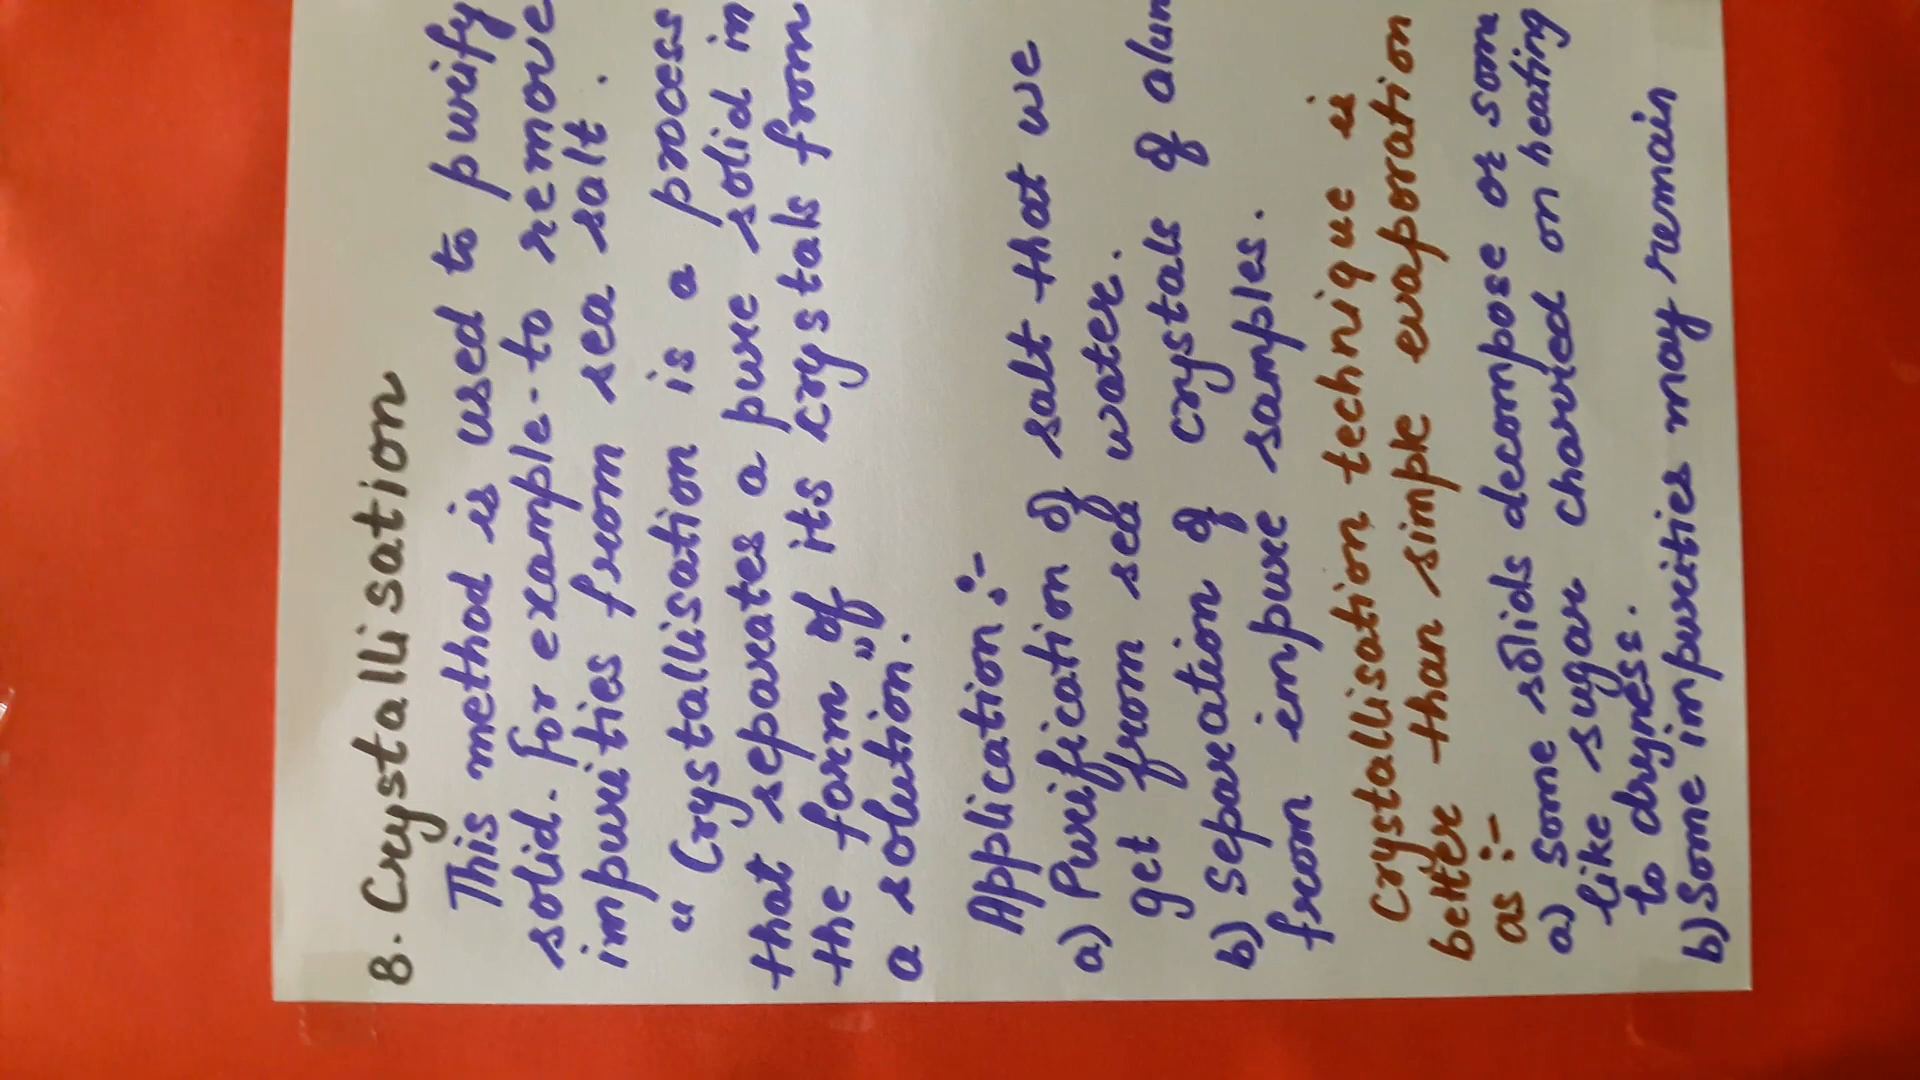 8. Crystallisation
This method is used to purify
solid. For example - to remove
impurities from sea salt.
" Crystallisation is a process
that separates a pure solid in
the form of its crystals from
a solution."
Application :-
a) Purification of salt that we
get from sea water.
b) Separation of crystals of alum
from impure samples.
Crystallisation technique is
better than simple evaporation
as :-
a) Some solids decompose or som
like sugar charred on heating
to dryness.
b) Some impurities may remain